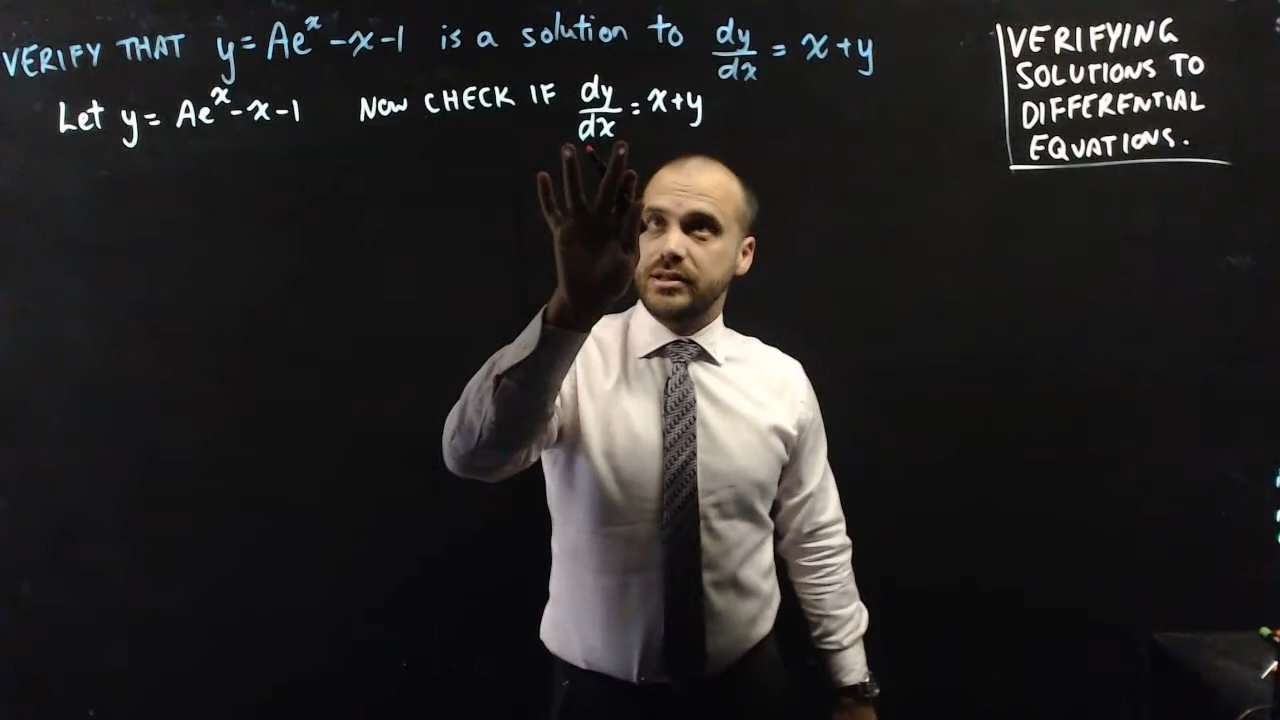 VERIFY THAT y = Ae^x - x - 1 is a solution to dy/dx = x + y
Let y = Ae^x - x - 1 Now CHECK IF dy/dx = x + y
VERIFYING
SOLUTIONS TO
DIFFERENTIAL
EQUATIONS.